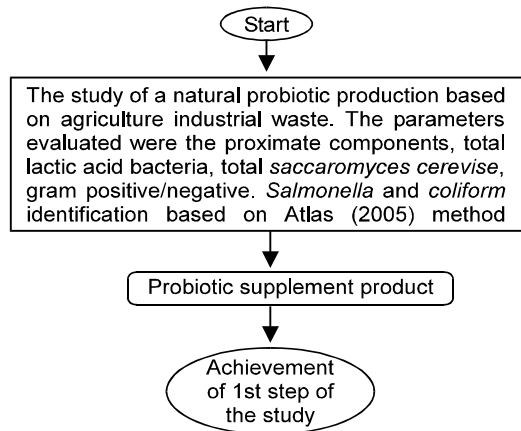 Start
The study of a natural probiotic production based
on agriculture industrial waste. The parameters
evaluated were the proximate components, total
lactic acid bacteria, total saccaromyces cerevise,
gram positive/negative. Salmonella and coliform
identification based on Atlas (2005) method
Probiotic supplement product
Achievement
of 1st step of
the study